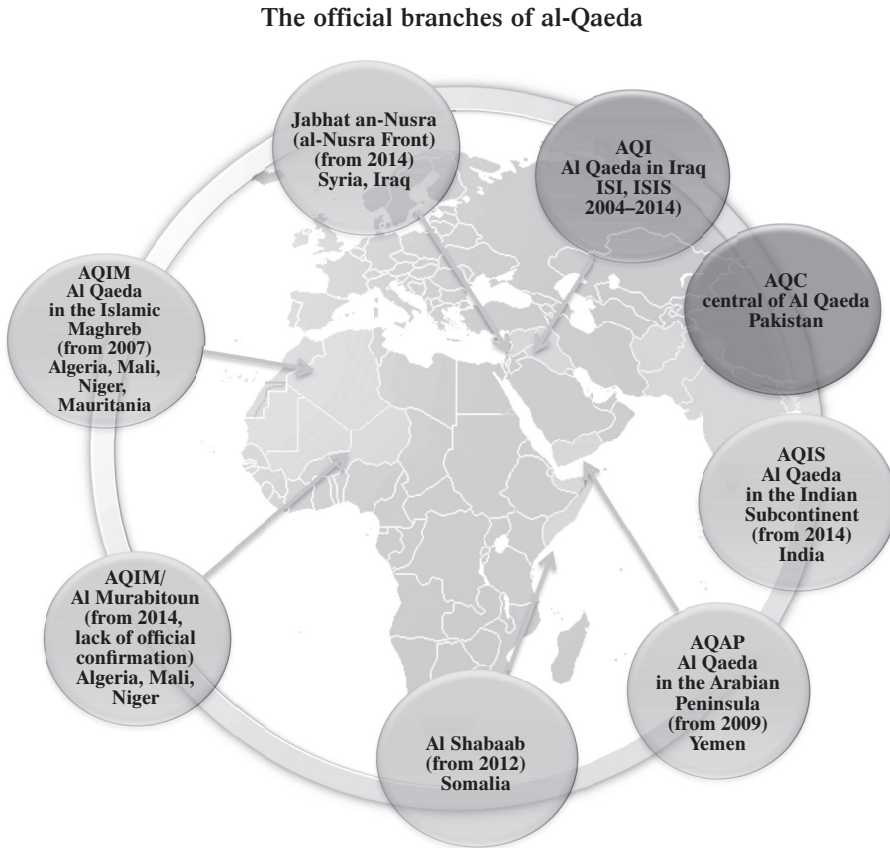 The official branches of al-Qaeda
Jabhat an-Nusra
(al-Nusra Front)
(from 2014)
Syria, Iraq
AQI
Al Qaeda in Iraq
ISI, ISIS
2004–2014)
AQC
central of Al Qaeda
Pakistan
AQIM
Al Qaeda
in the Islamic
Maghreb
(from 2007)
Algeria, Mali,
Niger,
Mauritania
AQIS
Al Qaeda
in the Indian
Subcontinent
(from 2014)
India
AQIM/
Al Murabitoun
(from 2014,
lack of official
confirmation)
Algeria, Mali,
Niger
AQAP
Al Qaeda
in the Arabian
Peninsula
(from 2009)
Yemen
Al Shabaab
(from 2012)
Somalia